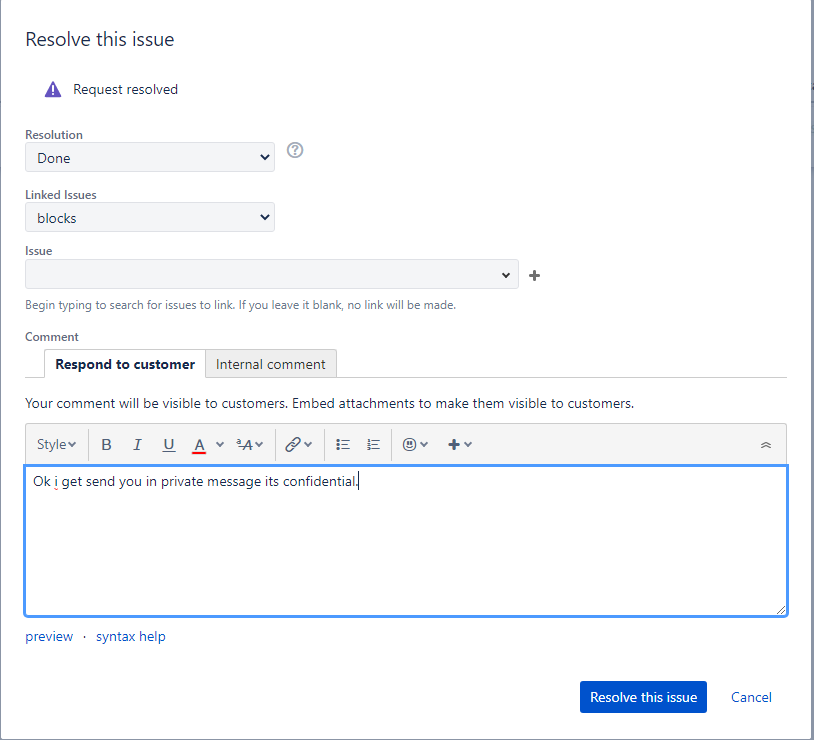 Resolve this issue
Request resolved
Resolution
Done
Linked Issues
blocks
Issue
Begin typing to search for issues to link. If you leave it blank, no link will be made.
Comment
Respond to customer Internal comment
Your comment will be visible to customers. Embed attachments to make them visible to customers.
Style B I U A ªA
Ok i get send you in private message its confidential.
preview · syntax help
Resolve this issue Cancel